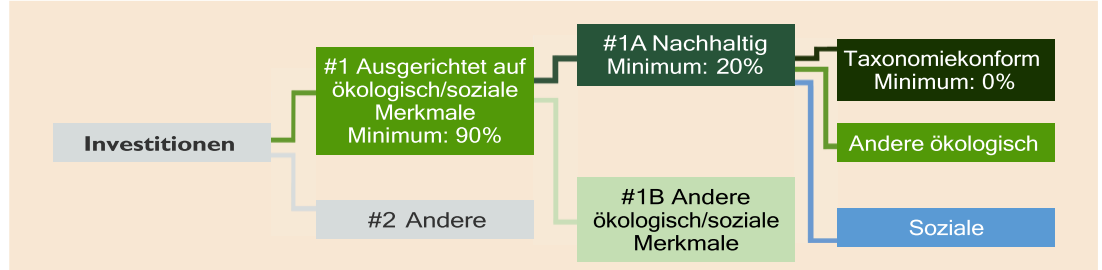 Investitionen
#1 Ausgerichtet auf
ökologisch/soziale
Merkmale
Minimum: 90%
#2 Andere
#1A Nachhaltig
Minimum: 20%
#1B Andere
ökologisch/soziale
Merkmale
Taxonomiekonform
Minimum: 0%
Andere ökologisch
Soziale